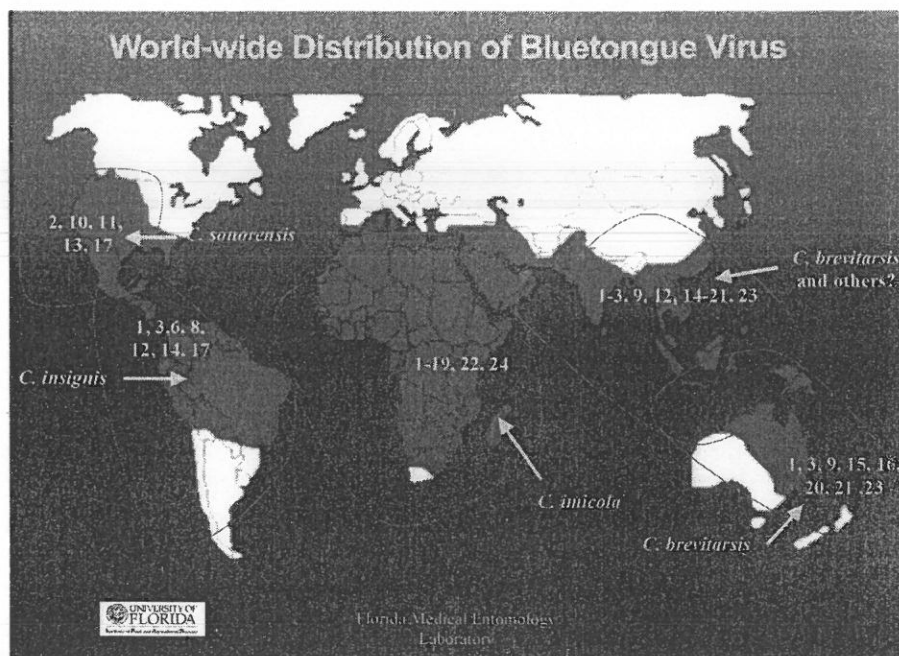 World-wide Distribution of Bluetongue Virus
2, 10, 11,
13, 17
C. sonorensis
C. brevitarsis
and others?
1-3, 9, 12, 14-21, 23
1, 3,6, 8,
12, 14, 17
C. insignis
1-19, 22, 24
C. imicola
1, 3, 9, 15, 16,
20, 21 ,23
C. brevitarsis
UNIVERSITY OF
FLORIDA
Florida Medical Entomology
Laboratory